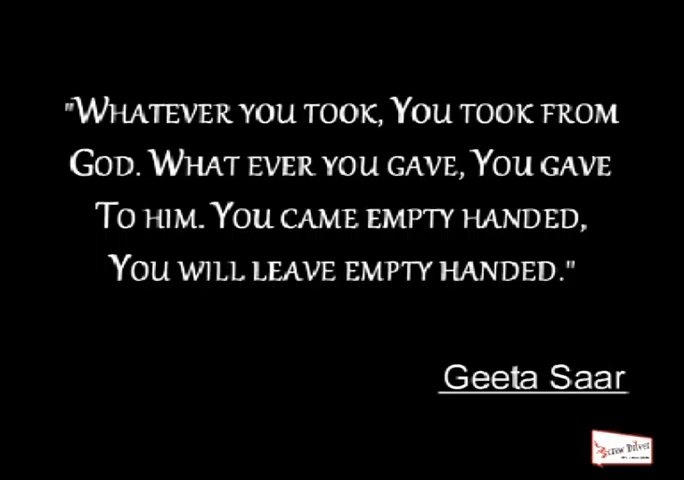 "Whatever you took, You took from
God. What ever you gave, You gave
To him. You came empty handed,
You will leave empty handed."
Geeta Saar